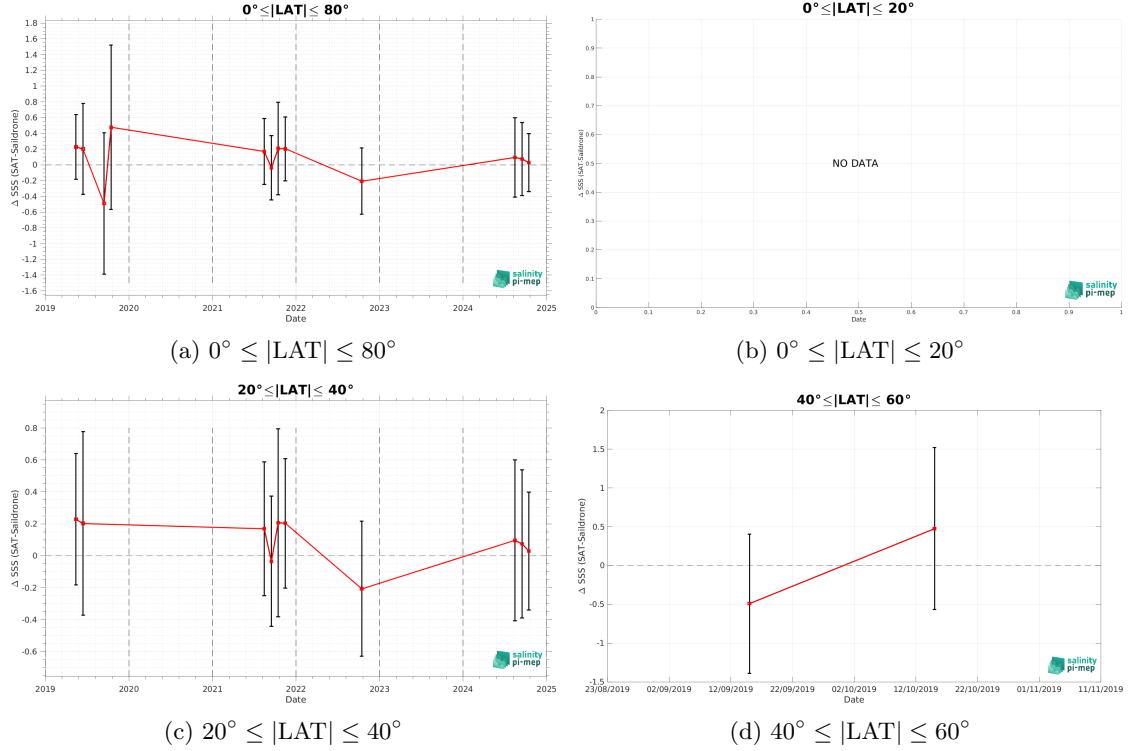 0°≤|LAT|≤ 80°
Δ SSS (SAT-Saildrone)
1.8
1.6
1.4
1.2
1
0.8
0.6
0.4
0.2
0
-0.2
-0.4
-0.6
-0.8
-1
-1.2
-1.4
-1.6
2019 2020 2021 2022 2023 2024 2025
Date
salinity
pi-mep
(a) 0° ≤ |LAT| ≤ 80°
0°≤|LAT|≤ 20°
Δ SSS (SAT-Saildrone)
1
0.9
0.8
0.7
0.6
0.5
0.4
0.3
0.2
0.1
0
NO DATA
0 0.1 0.2 0.3 0.4 0.5 0.6 0.7 0.8 0.9 1
Date
salinity
pi-mep
(b) 0° ≤ |LAT| ≤ 20°
20°≤|LAT|≤ 40°
Δ SSS (SAT-Saildrone)
0.8
0.6
0.4
0.2
0
-0.2
-0.4
-0.6
2019 2020 2021 2022 2023 2024 2025
Date
salinity
pi-mep
(c) 20° ≤ |LAT| ≤ 40°
40°≤|LAT|≤ 60°
Δ SSS (SAT-Saildrone)
2
1.5
1
0.5
0
-0.5
-1
-1.5
23/08/2019 02/09/2019 12/09/2019 22/09/2019 02/10/2019 12/10/2019 22/10/2019 01/11/2019 11/11/2019
Date
salinity
pi-mep
(d) 40° ≤ |LAT| ≤ 60°